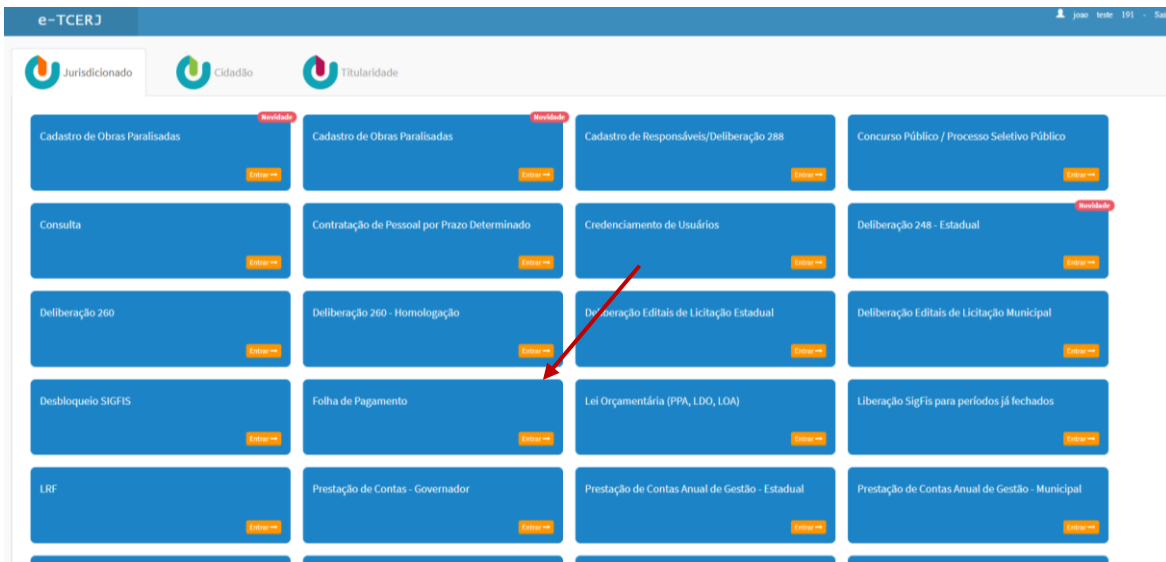 e-TCERJ
joao teste 191 - Sai
Jurisdicionado
Cidadão
Titularidade
Novidade
Novidade
Cadastro de Obras Paralisadas
Cadastro de Obras Paralisadas
Cadastro de Responsáveis/Deliberação 288
Concurso Público / Processo Seletivo Público
Entrar
Entrar
Entrar
Entrar
Novidade
Consulta
Contratação de Pessoal por Prazo Determinado
Credenciamento de Usuários
Deliberação 248 - Estadual
Entrar
Entrar
Entrar
Entrar
Deliberação 260
Deliberação 260 - Homologação
Deliberação Editais de Licitação Estadual
Deliberação Editais de Licitação Municipal
Entrar
Entrar
Entrar
Entrar
Desbloqueio SIGFIS
Folha de Pagamento
Lei Orçamentária (PPA, LDO, LOA)
Liberação SigFis para períodos já fechados
Entrar
Entrar
Entrar
Entrar
LRF
Prestação de Contas - Governador
Prestação de Contas Anual de Gestão - Estadual
Prestação de Contas Anual de Gestão - Municipal
Entrar
Entrar
Entrar
Entrar